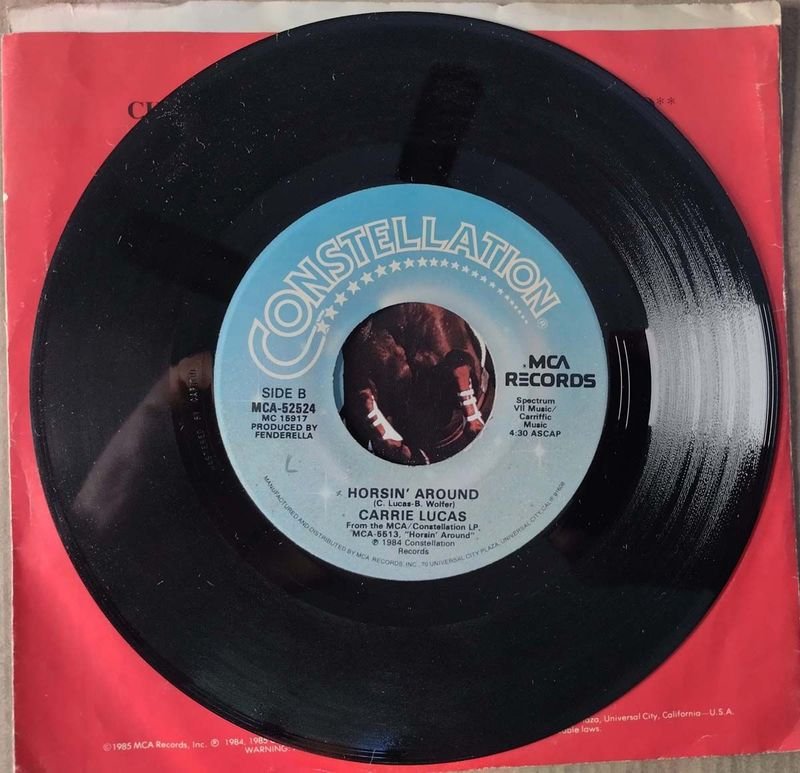 CONSTELLATION
®
MCA
RECORDS
SIDE B
MCA-52524
MC 15917
PRODUCED BY
FENDERELLA
Spectrum
VII Music/
Carriffic
Music
4:30 ASCAP
L
HORSIN' AROUND
(C. Lucas-B. Wolfer)
CARRIE LUCAS
From the MCA/Constellation LP,
MCA-5513, "Horsin' Around"
℗ 1984 Constellation
Records
MANUFACTURED AND DISTRIBUTED BY MCA RECORDS, INC., 70 UNIVERSAL CITY PLAZA, UNIVERSAL CITY, CALIF. 91608
Universal City, California—U.S.A.
©1985 MCA Records, Inc. ℗ 1984, 1985
laws.
WARNING: